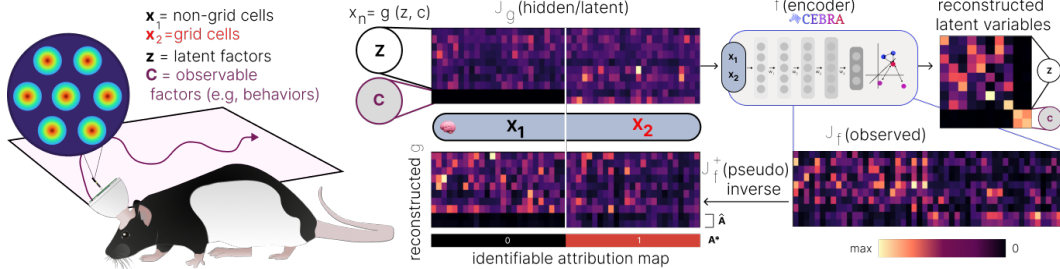 x₁ = non-grid cells
x₂ = grid cells
z = latent factors
c = observable
factors (e.g, behaviors)
xₙ= g (z, c)
z
c
J_g (hidden/latent)
x₁
x₂
reconstructed g
0
1
A*
Â
identifiable attribution map
f (encoder)
CEBRA
x₁
x₂
reconstructed
latent variables
z
c
J_f (observed)
J_f⁺ (pseudo)
inverse
max
0